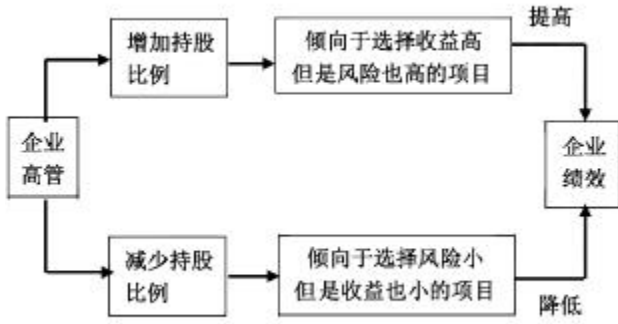 增加持股
比例
倾向于选择收益高
但是风险也高的项目
提高
企业
高管
企业
绩效
减少持股
比例
倾向于选择风险小
但是收益也小的项目
降低